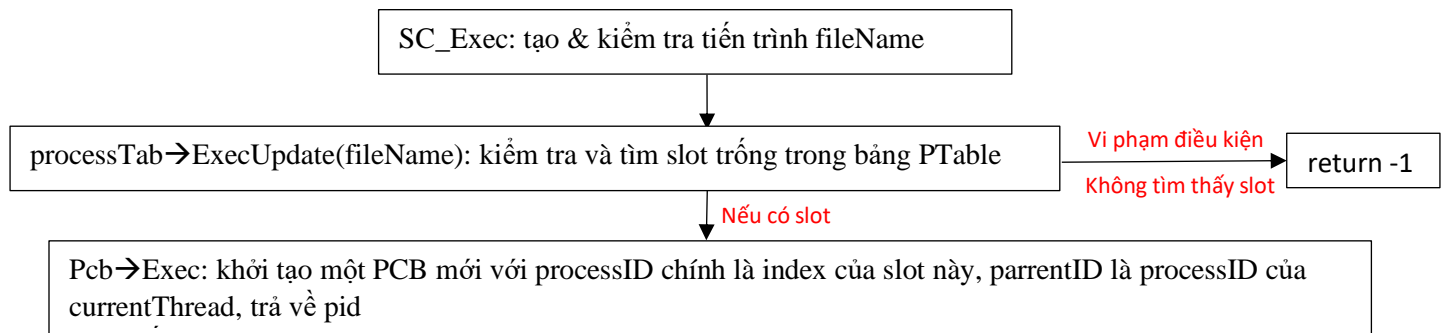 SC_Exec: tạo & kiểm tra tiến trình fileName
processTab→ExecUpdate(fileName): kiểm tra và tìm slot trống trong bảng PTable
Vi phạm điều kiện
Không tìm thấy slot
return -1
Nếu có slot
Pcb→Exec: khởi tạo một PCB mới với processID chính là index của slot này, parrentID là processID của
currentThread, trả về pid